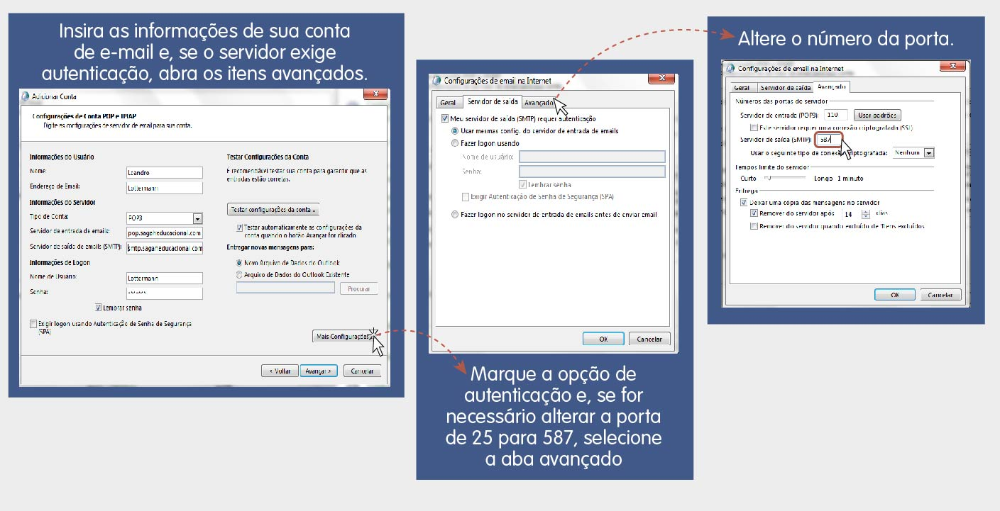 Insira as informações de sua conta
de e-mail e, se o servidor exige
autenticação, abra os itens avançados.
Adicionar Conta
Configurações de Conta POP e IMAP
Digite as configurações de servidor de email para sua conta.
Informações do Usuário
Nome:
Leandro
Endereço de Email:
Lottermann
Informações do Servidor
Tipo de Conta:
POP3
Servidor de entrada de emails:
pop.sagaheducacional.com
Servidor de saída de emails (SMTP):
smtp.sagaheducacional.com
Informações de Logon
Nome de Usuário:
Lottermann
Senha:
*******
Lembrar senha
Exigir logon usando Autenticação de Senha de Segurança
(SPA)
Testar Configurações da Conta
É recomendável testar sua conta para garantir que as
entradas estão corretas.
Testar configurações da conta...
Testar automaticamente as configurações da
conta quando o botão Avançar for clicado
Entregar novas mensagens para:
Novo Arquivo de Dados do Outlook
Arquivo de Dados do Outlook Existente
Procurar
Mais Configurações
< Voltar
Avançar >
Cancelar
Configurações de email na Internet
Geral
Servidor de saída
Avançado
Meu servidor de saída (SMTP) requer autenticação
Usar mesmas config. do servidor de entrada de emails
Fazer logon usando
Nome de usuário:
Senha:
Lembrar senha
Exigir Autenticação de Senha de Segurança (SPA)
Fazer logon no servidor de entrada de emails antes de enviar email
OK
Cancelar
Marque a opção de
autenticação e, se for
necessário alterar a porta
de 25 para 587, selecione
a aba avançado
Altere o número da porta.
Configurações de email na Internet
Geral
Servidor de saída
Avançado
Números das portas do servidor
Servidor de entrada (POP3):
110
Usar padrões
Este servidor requer uma conexão criptografada (SSL)
Servidor de saída (SMTP):
587
Usar o seguinte tipo de conexão criptografada:
Nenhum
Tempos limite do servidor
Curto
Longo 1 minuto
Entrega
Deixar uma cópia das mensagens no servidor
Remover do servidor após
14
dias
Remover do servidor quando excluído de 'Itens excluídos'
OK
Cancelar